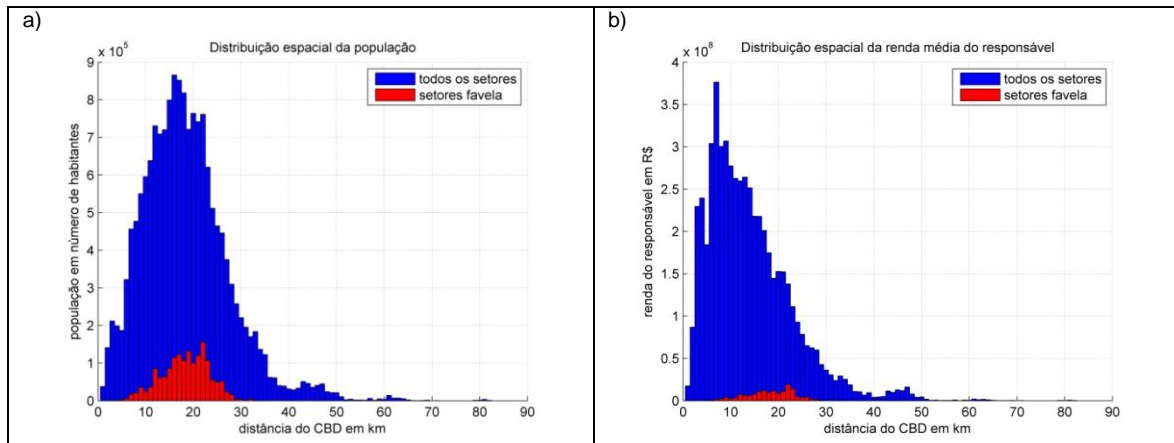 a)
Distribuição espacial da população
x 10⁵
9
8
7
6
5
4
3
2
1
0
população em número de habitantes
todos os setores
setores favela
0 10 20 30 40 50 60 70 80 90
distância do CBD em km
b)
Distribuição espacial da renda média do responsável
x 10⁸
4
3.5
3
2.5
2
1.5
1
0.5
0
renda do responsável em R$
todos os setores
setores favela
0 10 20 30 40 50 60 70 80 90
distância do CBD em km